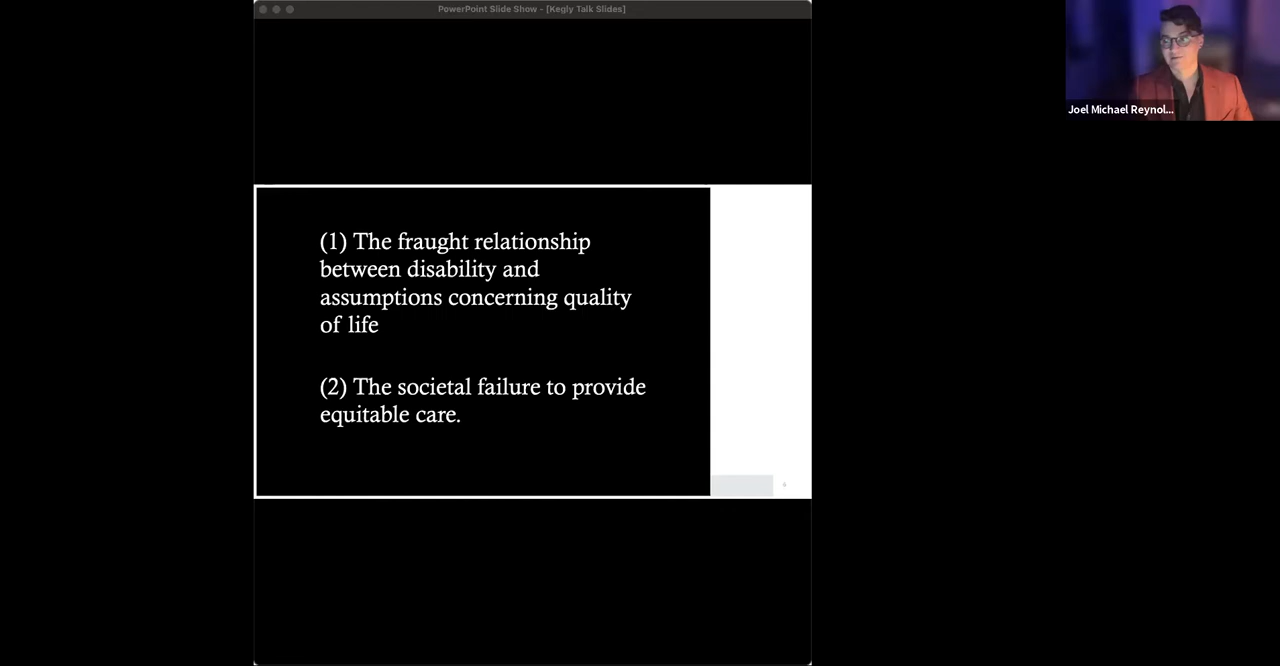 PowerPoint Slide Show - [Kegly Talk Slides]
Joel Michael Reynol...
(1) The fraught relationship
between disability and
assumptions concerning quality
of life
(2) The societal failure to provide
equitable care.